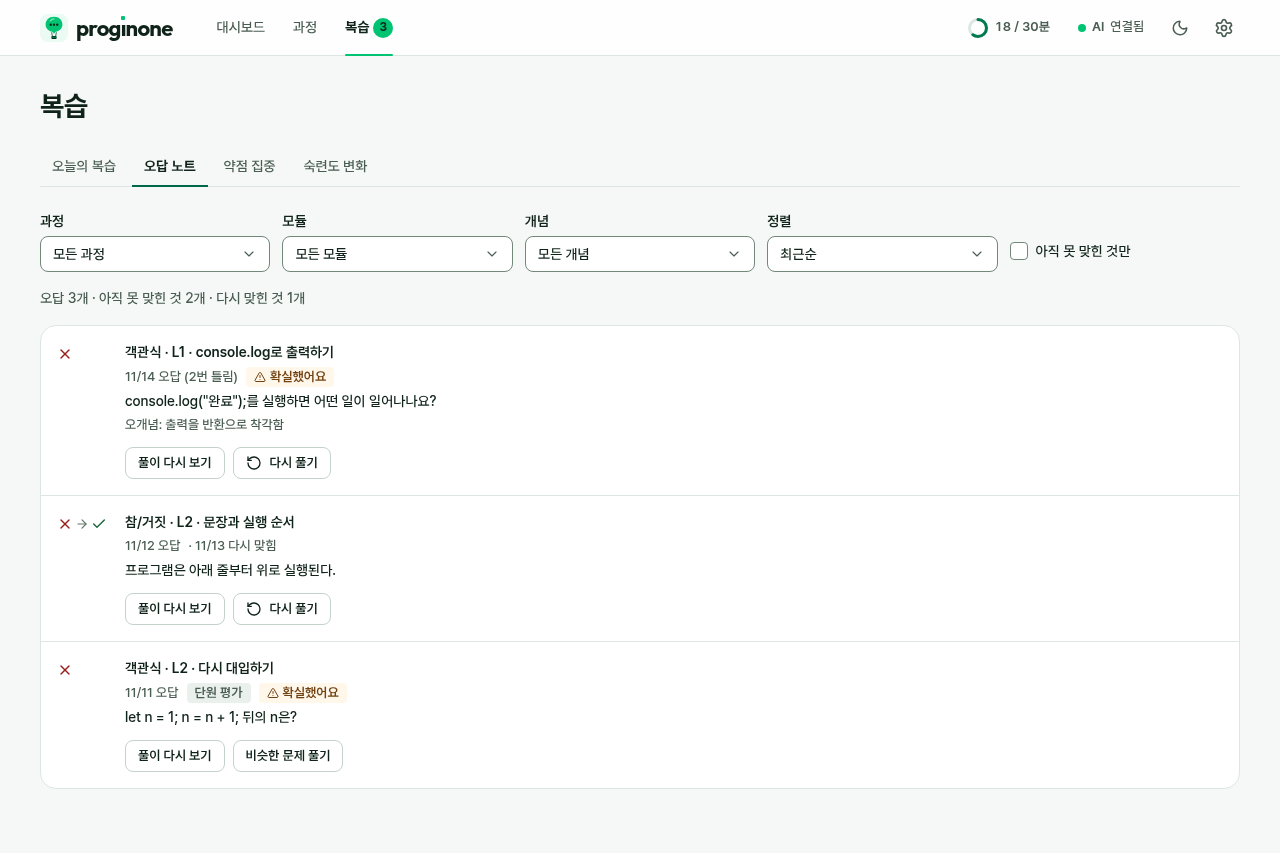 proginone 대시보드 과정 복습 3 18 / 30분 AI 연결됨
복습
오늘의 복습 오답 노트 약점 집중 숙련도 변화
과정 모듈 개념 정렬
모든 과정 모든 모듈 모든 개념 최근순 아직 못 맞힌 것만
오답 3개 · 아직 못 맞힌 것 2개 · 다시 맞힌 것 1개
객관식 · L1 · console.log로 출력하기
11/14 오답 (2번 틀림) 확실했어요
console.log("완료");를 실행하면 어떤 일이 일어나나요?
오개념: 출력을 반환으로 착각함
풀이 다시 보기 다시 풀기
참/거짓 · L2 · 문장과 실행 순서
11/12 오답 · 11/13 다시 맞힘
프로그램은 아래 줄부터 위로 실행된다.
풀이 다시 보기 다시 풀기
객관식 · L2 · 다시 대입하기
11/11 오답 단원 평가 확실했어요
let n = 1; n = n + 1; 뒤의 n은?
풀이 다시 보기 비슷한 문제 풀기